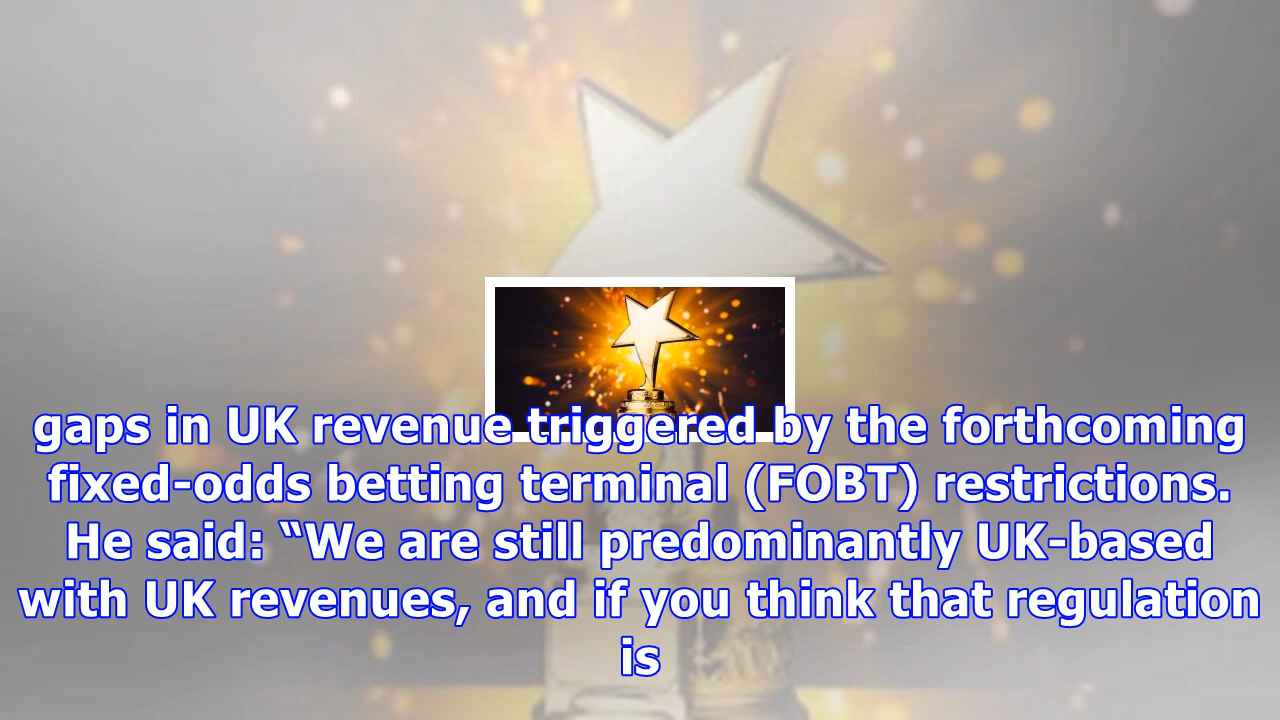 gaps in UK revenue triggered by the forthcoming
fixed-odds betting terminal (FOBT) restrictions.
He said: “We are still predominantly UK-based
with UK revenues, and if you think that regulation
is